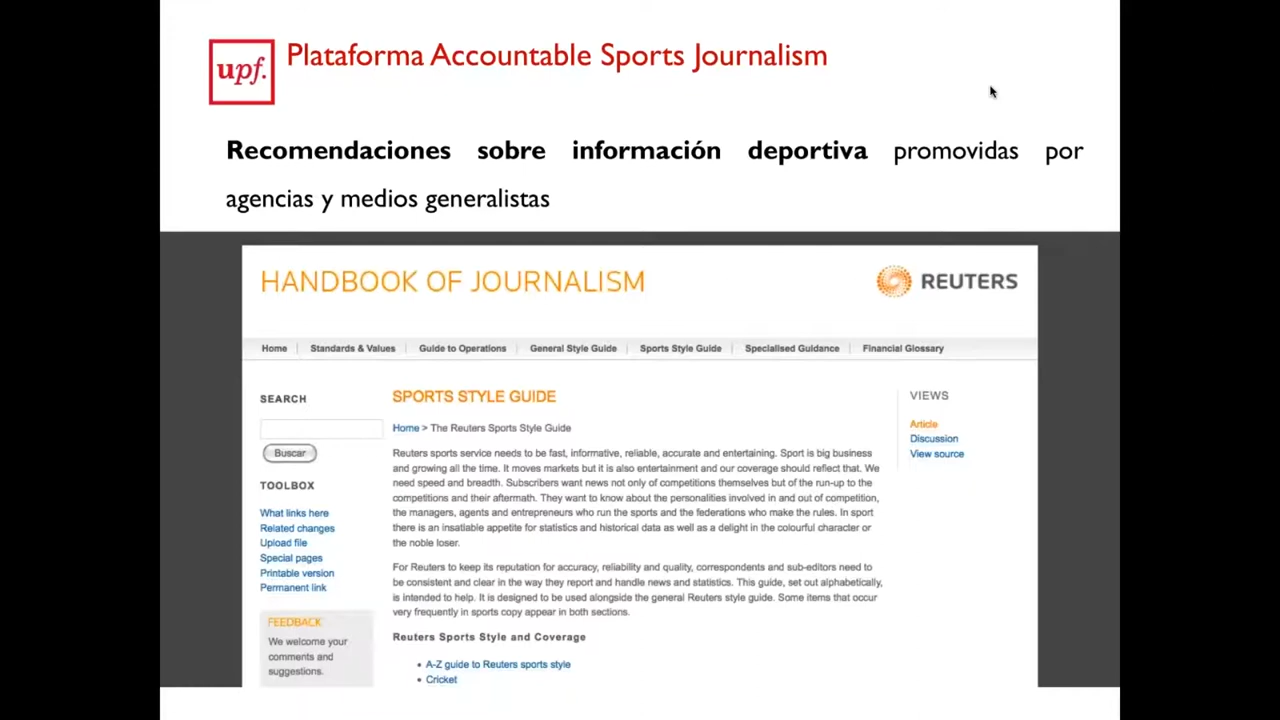 upf.
Plataforma Accountable Sports Journalism
Recomendaciones sobre información deportiva promovidas por
agencias y medios generalistas
HANDBOOK OF JOURNALISM
REUTERS
Home
Standards & Values
Guide to Operations
General Style Guide
Sports Style Guide
Specialised Guidance
Financial Glossary
SEARCH
Buscar
TOOLBOX
What links here
Related changes
Upload file
Special pages
Printable version
Permanent link
FEEDBACK
We welcome your
comments and
suggestions.
SPORTS STYLE GUIDE
Home > The Reuters Sports Style Guide
Reuters sports service needs to be fast, informative, reliable, accurate and entertaining. Sport is big business
and growing all the time. It moves markets but it is also entertainment and our coverage should reflect that. We
need speed and breadth. Subscribers want news not only of competitions themselves but of the run-up to the
competitions and their aftermath. They want to know about the personalities involved in and out of competition,
the managers, agents and entrepreneurs who run the sports and the federations who make the rules. In sport
there is an insatiable appetite for statistics and historical data as well as a delight in the colourful character or
the noble loser.
For Reuters to keep its reputation for accuracy, reliability and quality, correspondents and sub-editors need to
be consistent and clear in the way they report and handle news and statistics. This guide, set out alphabetically,
is intended to help. It is designed to be used alongside the general Reuters style guide. Some items that occur
very frequently in sports copy appear in both sections.
Reuters Sports Style and Coverage
• A-Z guide to Reuters sports style
• Cricket
VIEWS
Article
Discussion
View source